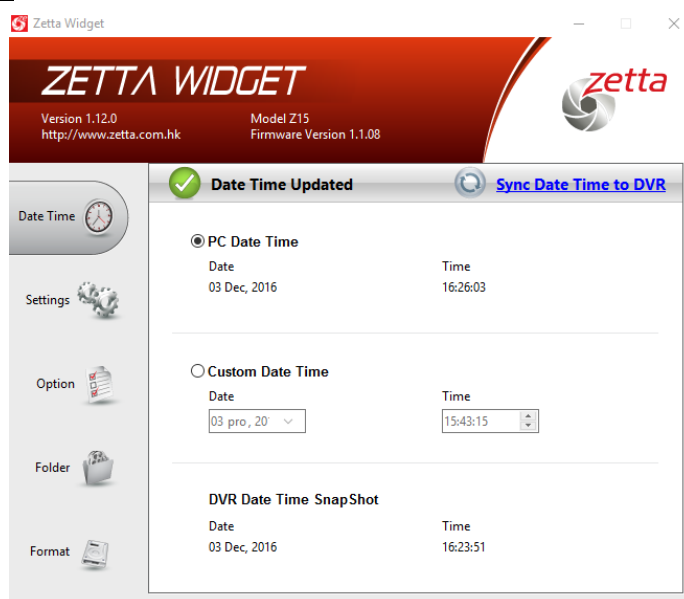 Zetta Widget
ZETTA WIDGET
zetta
Version 1.12.0 Model Z15
http://www.zetta.com.hk Firmware Version 1.1.08
Date Time Updated Sync Date Time to DVR
Date Time
PC Date Time
Date Time
03 Dec, 2016 16:26:03
Settings
Custom Date Time
Option
Date Time
03 pro , 20 15:43:15
Folder
DVR Date Time SnapShot
Date Time
03 Dec, 2016 16:23:51
Format